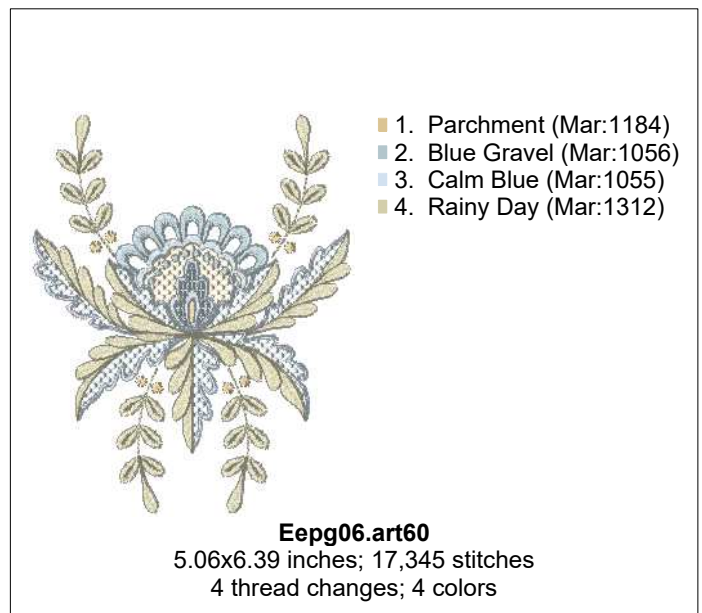 1. Parchment (Mar:1184)
2. Blue Gravel (Mar:1056)
3. Calm Blue (Mar:1055)
4. Rainy Day (Mar:1312)
Eepg06.art60
5.06x6.39 inches; 17,345 stitches
4 thread changes; 4 colors